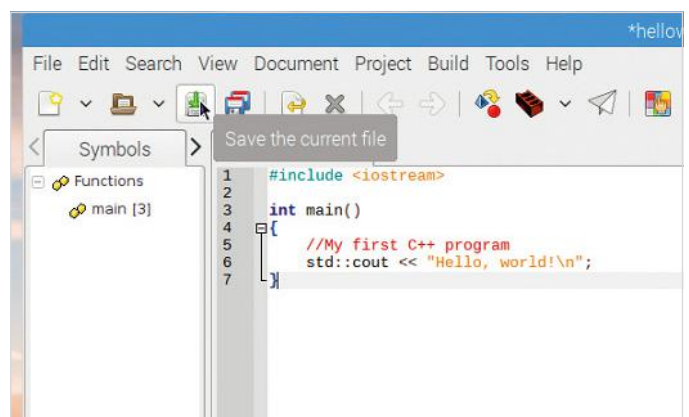 *hellow
File Edit Search View Document Project Build Tools Help
Save the current file
Symbols
Functions
main [3]
1 #include <iostream>
2
3 int main()
4 {
5 //My first C++ program
6 std::cout << "Hello, world!\n";
7 }